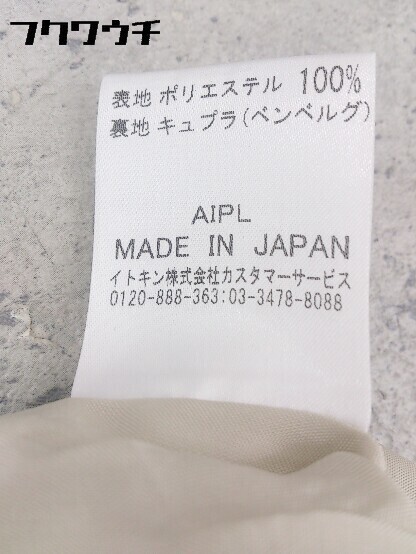 フクワウチ
表地 ポリエステル 100%
裏地 キュプラ(ベンベルグ)
AIPL
MADE IN JAPAN
イトキン株式会社カスタマーサービス
0120-888-363:03-3478-8088